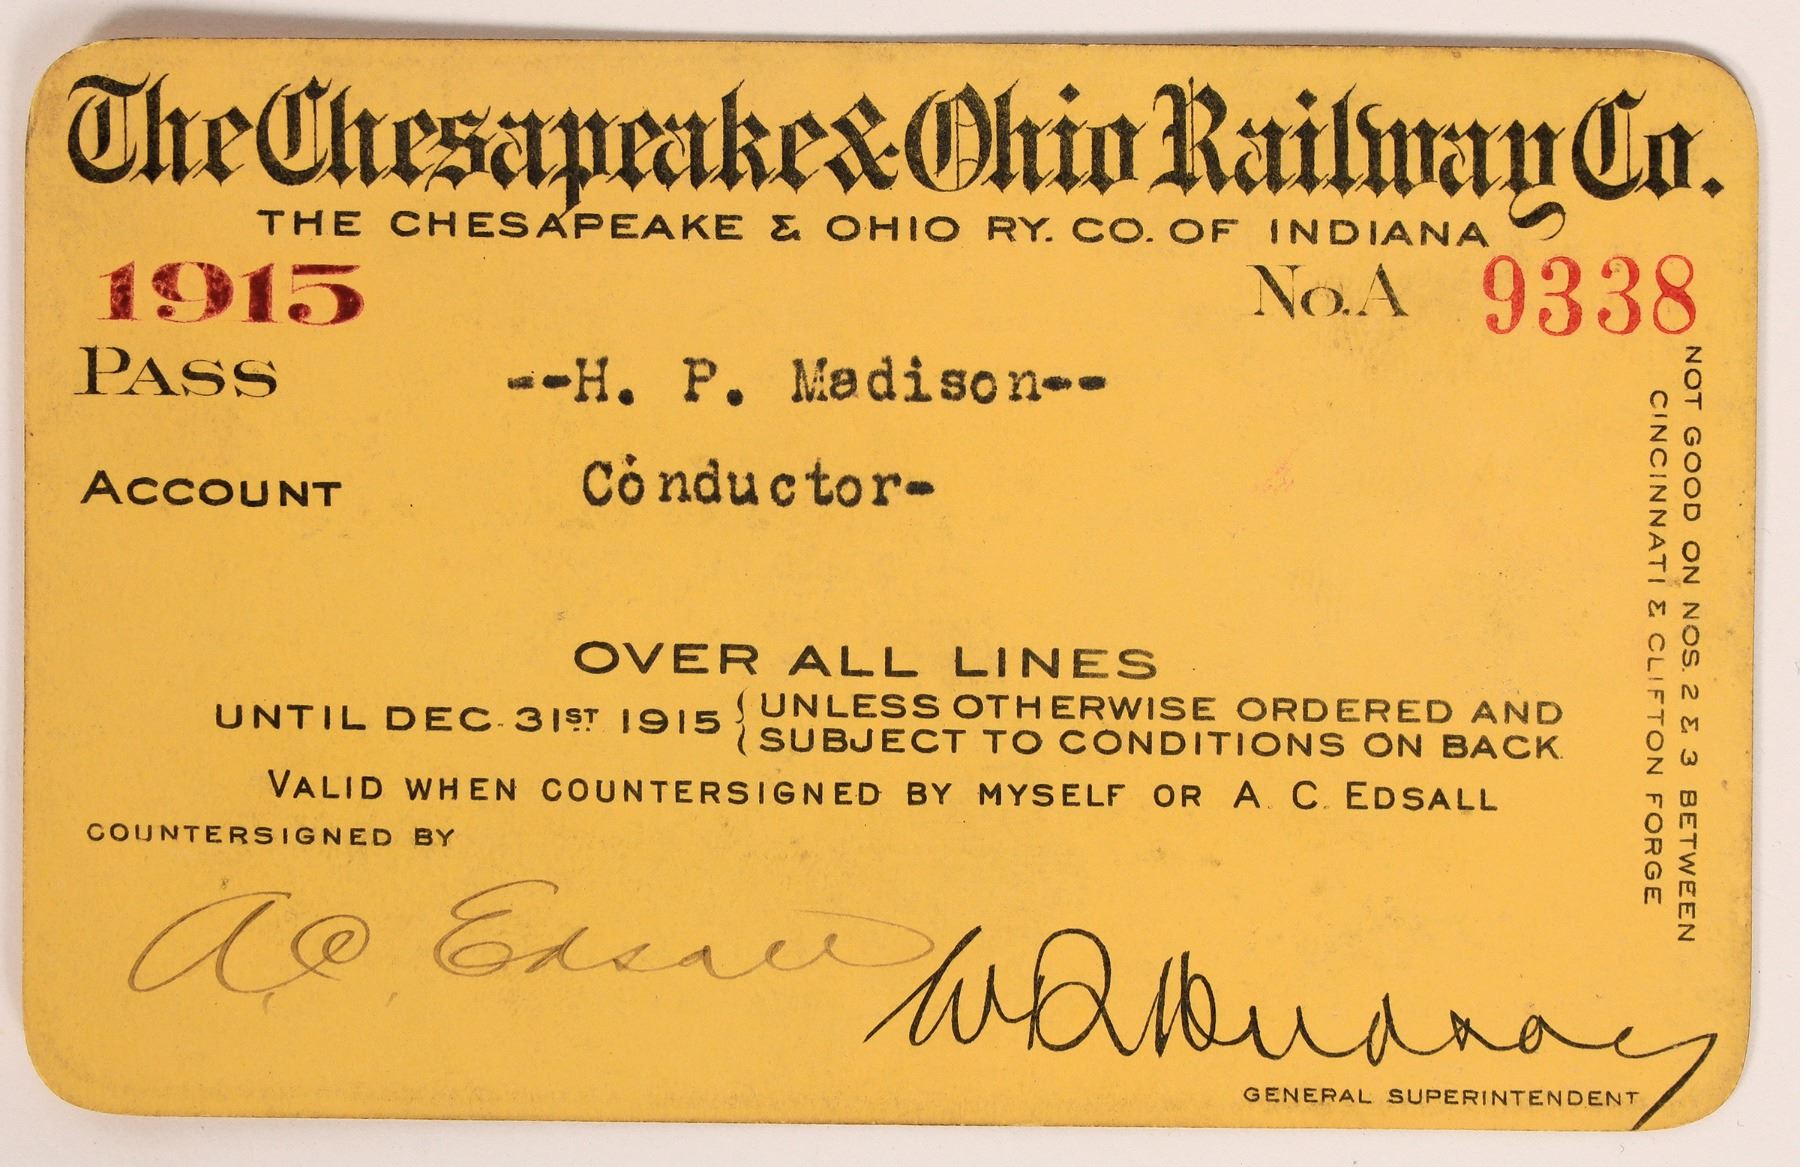 The Chesapeake & Ohio Railway Co.
THE CHESAPEAKE & OHIO RY. CO. OF INDIANA
1915 No. A 9338
PASS --H. P. Madison--
ACCOUNT Conductor-
OVER ALL LINES
UNTIL DEC. 31ST 1915 { UNLESS OTHERWISE ORDERED AND
SUBJECT TO CONDITIONS ON BACK
VALID WHEN COUNTERSIGNED BY MYSELF OR A. C. EDSALL
COUNTERSIGNED BY
A. C. Edsall
GENERAL SUPERINTENDENT
NOT GOOD ON NOS. 2 & 3 BETWEEN
CINCINNATI & CLIFTON FORGE